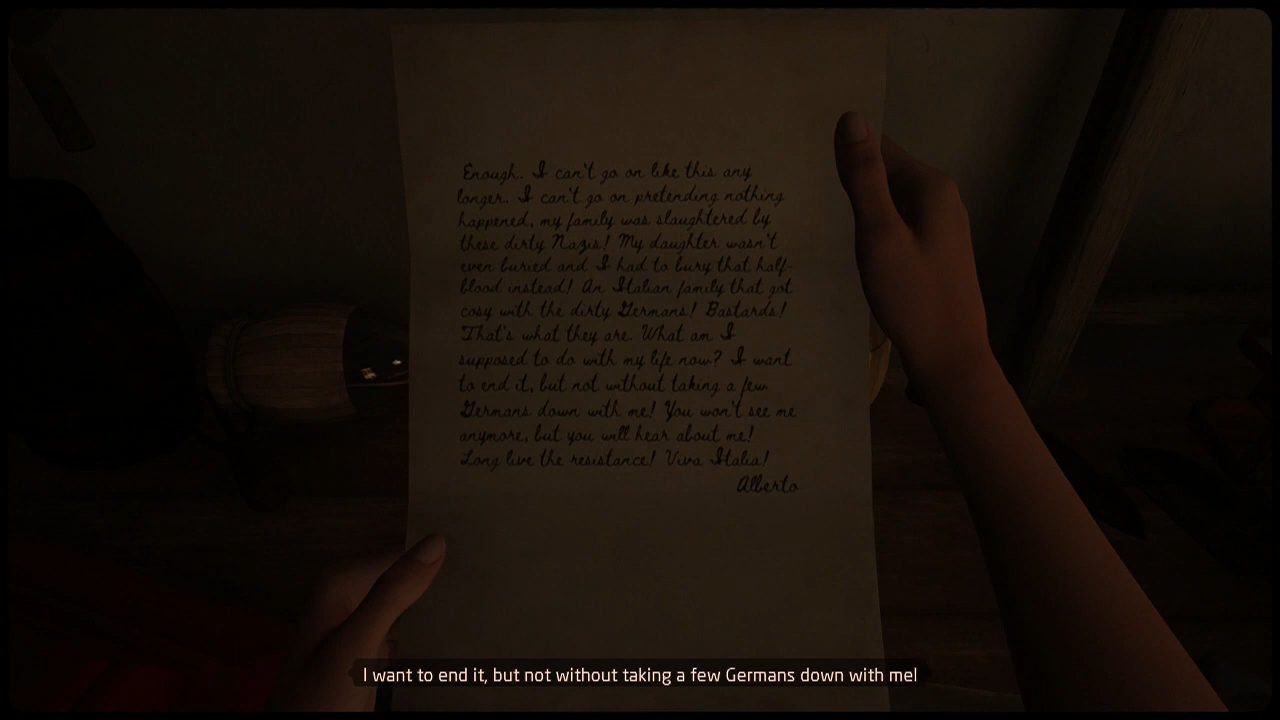 Enough. I can't go on like this any
longer. I can't go on pretending nothing
happened, my family was slaughtered by
these dirty Nazis! My daughter wasn't
even buried and I had to bury that half-
blood instead! An Italian family that got
cosy with the dirty Germans! Bastards!
That's what they are. What am I
supposed to do with my life now? I want
to end it, but not without taking a few
Germans down with me! You won't see me
anymore, but you will hear about me!
Long live the resistance! Viva Italia!
Alberto
I want to end it, but not without taking a few Germans down with me!